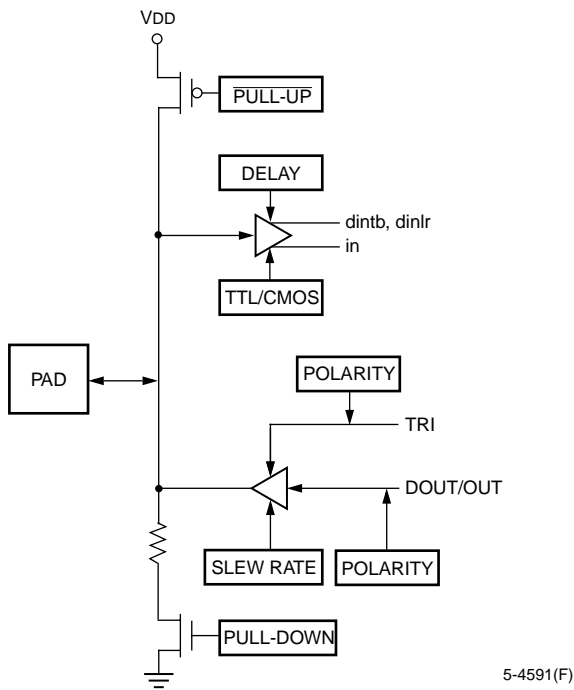 VDD
PULL-UP
DELAY
dintb, dinlr
in
TTL/CMOS
PAD
POLARITY
TRI
DOUT/OUT
SLEW RATE
POLARITY
PULL-DOWN
5-4591(F)